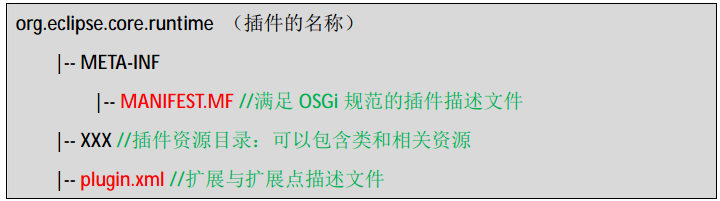 org.eclipse.core.runtime （插件的名称）
|-- META-INF
|-- MANIFEST.MF //满足 OSGi 规范的插件描述文件
|-- XXX //插件资源目录：可以包含类和相关资源
|-- plugin.xml //扩展与扩展点描述文件